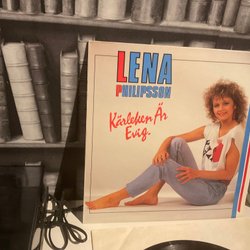 LENA
PHILIPSSON
Kärleken Är
Evig.